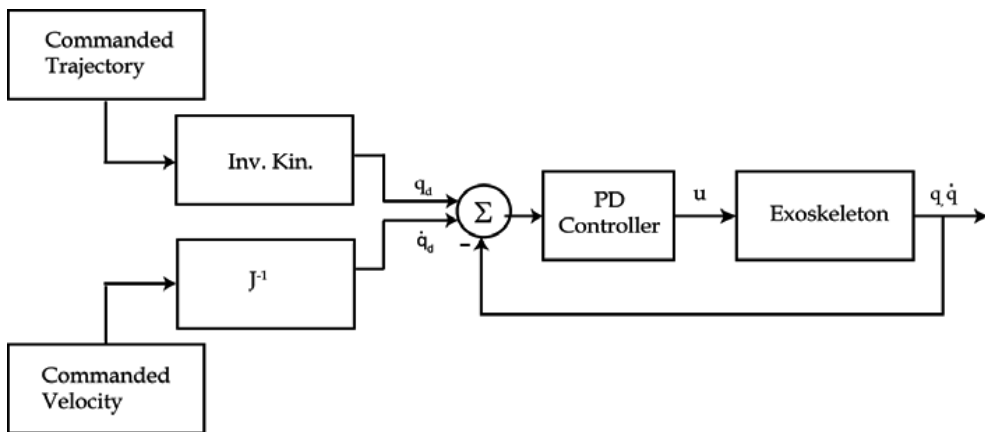 Commanded
Trajectory
Inv. Kin.
q_d
q̇_d
Σ
−
PD
Controller
u
Exoskeleton
q, q̇
J⁻¹
Commanded
Velocity